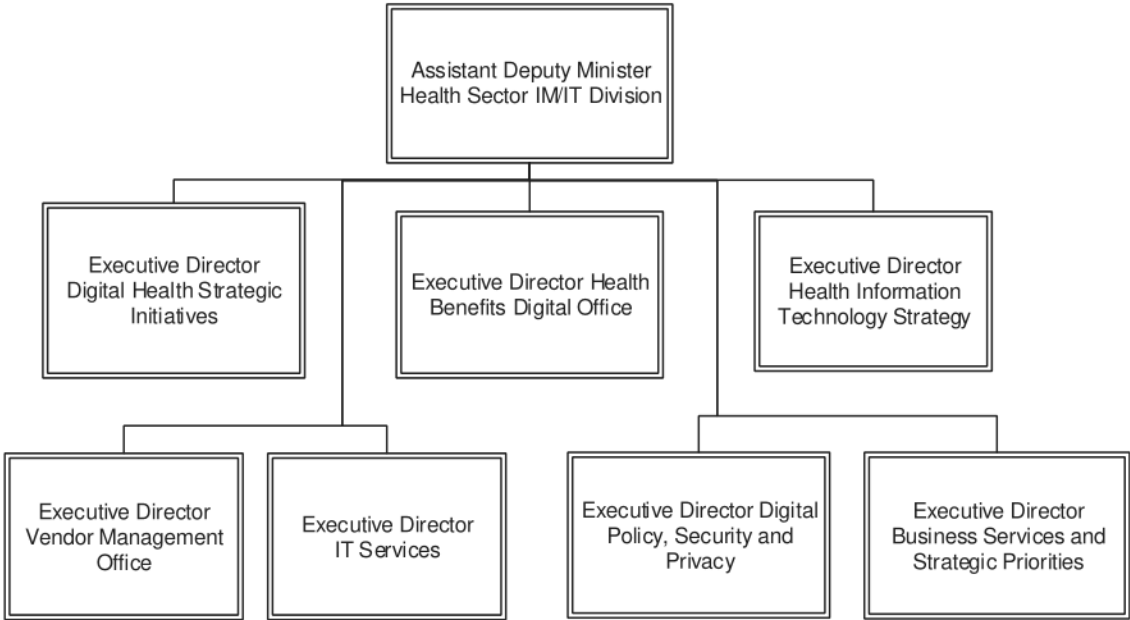 Assistant Deputy Minister
Health Sector IM/IT Division
Executive Director
Digital Health Strategic
Initiatives
Executive Director Health
Benefits Digital Office
Executive Director
Health Information
Technology Strategy
Executive Director
Vendor Management
Office
Executive Director
IT Services
Executive Director Digital
Policy, Security and
Privacy
Executive Director
Business Services and
Strategic Priorities